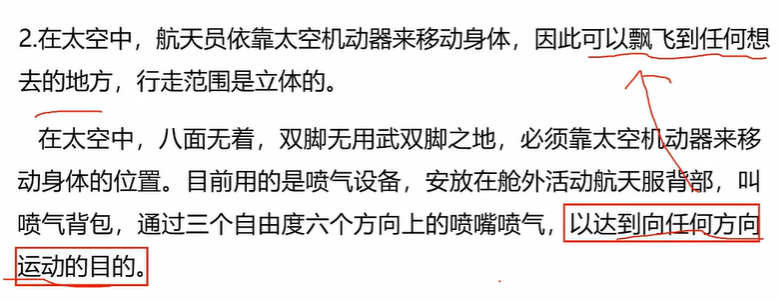 2.在太空中，航天员依靠太空机动器来移动身体，因此可以飘飞到任何想
去的地方，行走范围是立体的。
在太空中，八面无着，双脚无用武双脚之地，必须靠太空机动器来移
动身体的位置。目前用的是喷气设备，安放在舱外活动航天服背部，叫
喷气背包，通过三个自由度六个方向上的喷嘴喷气，以达到向任何方向
运动的目的。